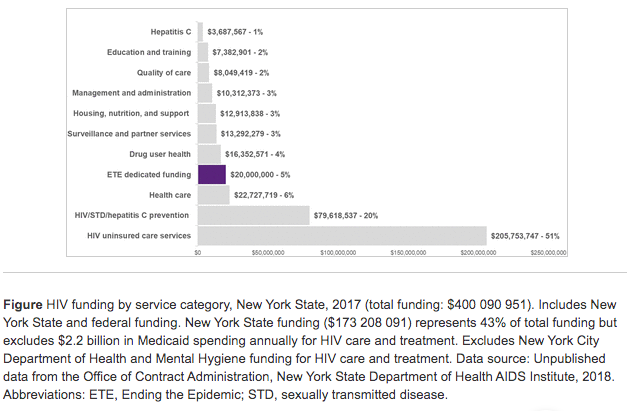 Hepatitis C $3,687,567 - 1%
Education and training $7,382,901 - 2%
Quality of care $8,049,419 - 2%
Management and administration $10,312,373 - 3%
Housing, nutrition, and support $12,913,838 - 3%
Surveillance and partner services $13,292,279 - 3%
Drug user health $16,352,571 - 4%
ETE dedicated funding $20,000,000 - 5%
Health care $22,727,719 - 6%
HIV/STD/hepatitis C prevention $79,618,537 - 20%
HIV uninsured care services $205,753,747 - 51%
$0 $50,000,000 $100,000,000 $150,000,000 $200,000,000 $250,000,000
Figure HIV funding by service category, New York State, 2017 (total funding: $400 090 951). Includes New
York State and federal funding. New York State funding ($173 208 091) represents 43% of total funding but
excludes $2.2 billion in Medicaid spending annually for HIV care and treatment. Excludes New York City
Department of Health and Mental Hygiene funding for HIV care and treatment. Data source: Unpublished
data from the Office of Contract Administration, New York State Department of Health AIDS Institute, 2018.
Abbreviations: ETE, Ending the Epidemic; STD, sexually transmitted disease.